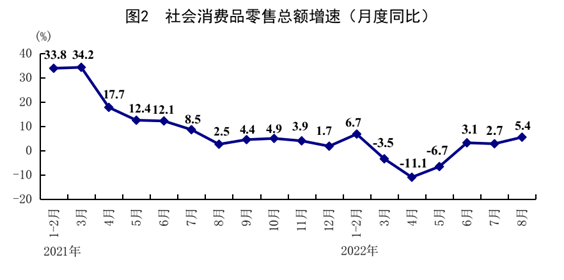 图2 社会消费品零售总额增速（月度同比）
(%)
40
30
20
10
0
-10
-20
33.8 34.2 17.7 12.4 12.1 8.5 2.5 4.4 4.9 3.9 1.7 6.7 -3.5 -11.1 -6.7 3.1 2.7 5.4
1-2月 3月 4月 5月 6月 7月 8月 9月 10月 11月 12月 1-2月 3月 4月 5月 6月 7月 8月
2021年 2022年